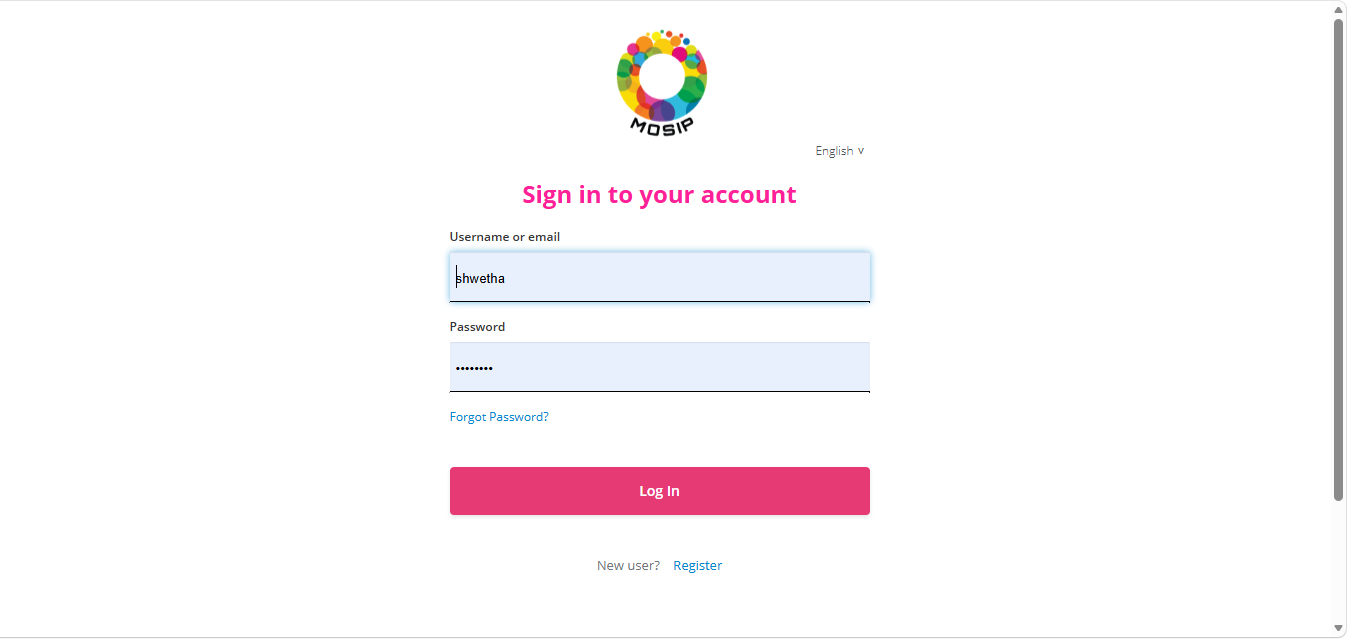 MOSIP
English v
Sign in to your account
Username or email
shwetha
Password
••••••••
Forgot Password?
Log In
New user? Register